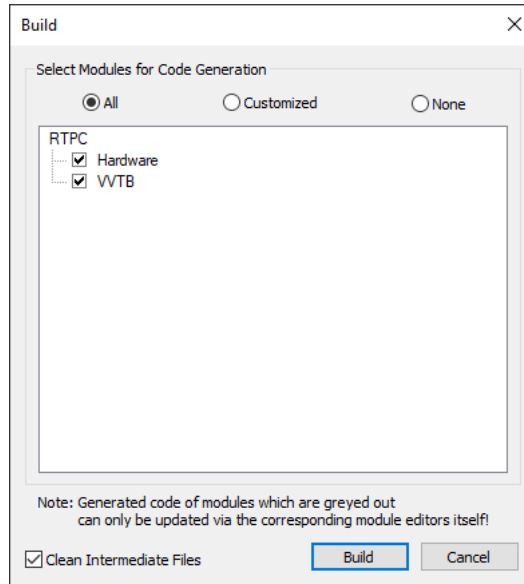 Build
Select Modules for Code Generation
All Customized None
RTPC
Hardware
VVTB
Note: Generated code of modules which are greyed out
can only be updated via the corresponding module editors itself!
Clean Intermediate Files Build Cancel